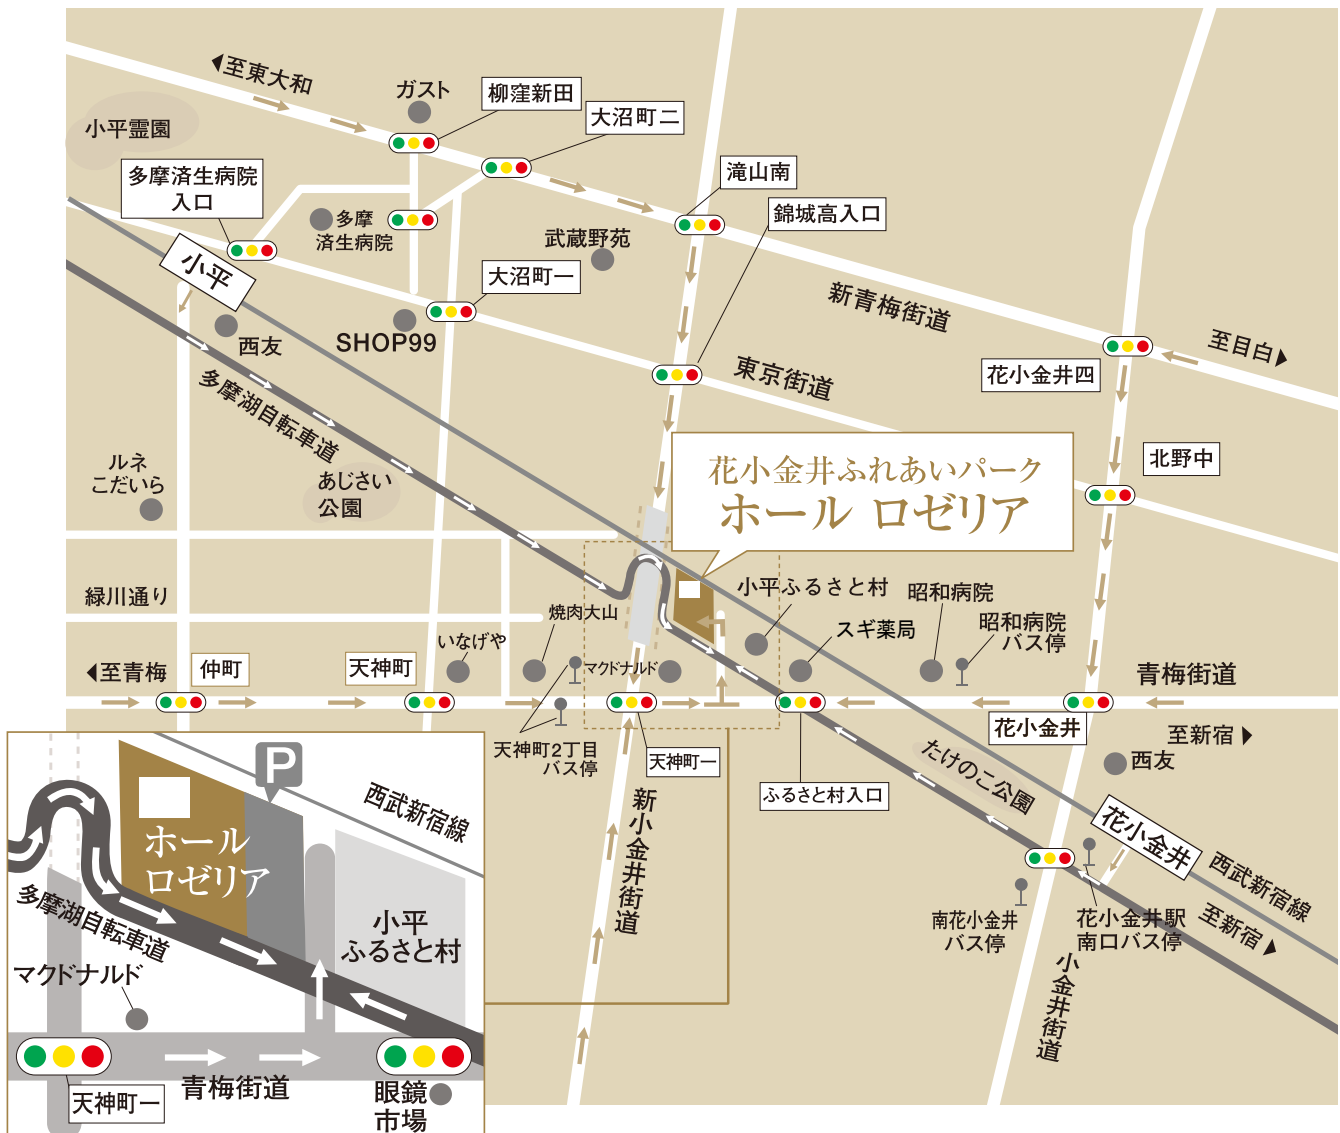 ◀至東大和
ガスト
柳窪新田
大沼町二
小平霊園
多摩済生病院
入口
多摩
済生病院
滝山南
錦城高入口
武蔵野苑
小平
大沼町一
新青梅街道
至目白▶
西友
SHOP99
東京街道
花小金井四
多摩湖自転車道
北野中
ルネ
こだいら
あじさい
公園
花小金井ふれあいパーク
ホール ロゼリア
緑川通り
焼肉大山
小平ふるさと村
昭和病院
昭和病院
バス停
スギ薬局
いなげや
マクドナルド
◀至青梅
仲町
天神町
青梅街道
花小金井
至新宿▶
天神町2丁目
バス停
天神町一
ふるさと村入口
たけのこ公園
西友
新小金井街道
花小金井
西武新宿線
至新宿▶
南花小金井
バス停
花小金井駅
南口バス停
小金井街道
P
西武新宿線
ホール
ロゼリア
多摩湖自転車道
小平
ふるさと村
マクドナルド
青梅街道
天神町一
眼鏡
市場